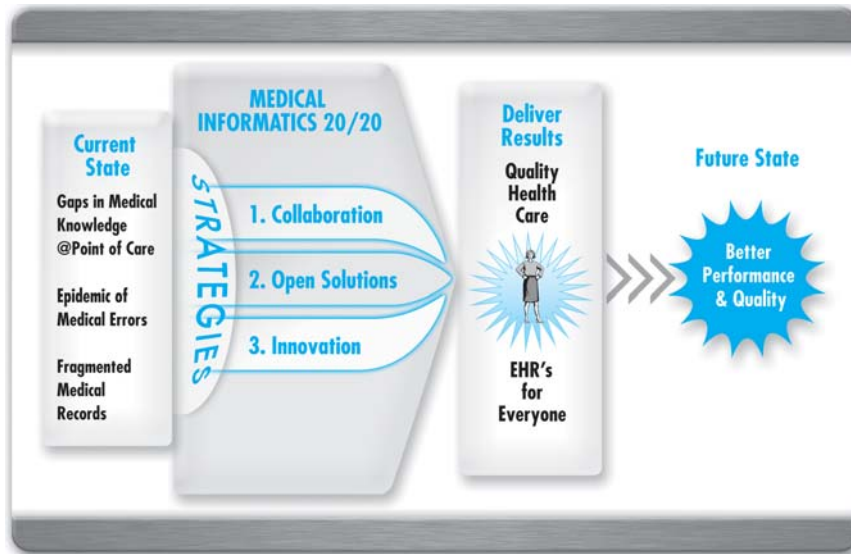 Current
State
Gaps in Medical
Knowledge
@Point of Care
Epidemic of
Medical Errors
Fragmented
Medical
Records
STRATEGIES
MEDICAL
INFORMATICS 20/20
1. Collaboration
2. Open Solutions
3. Innovation
Deliver
Results
Quality
Health
Care
EHR's
for
Everyone
Future State
Better
Performance
& Quality